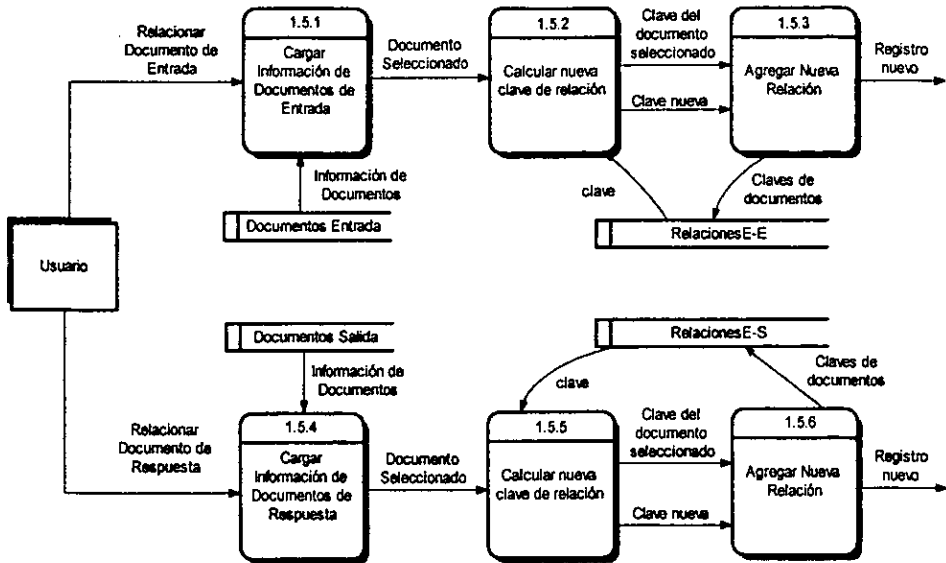 Relacionar
Documento de
Entrada
1.5.1
Cargar
Información de
Documentos de
Entrada
Documento
Seleccionado
1.5.2
Calcular nueva
clave de relación
Clave del
documento
seleccionado
Clave nueva
1.5.3
Agregar Nueva
Relación
Registro
nuevo
Información de
Documentos
Documentos Entrada
clave
Claves de
documentos
RelacionesE-E
Usuario
Documentos Salida
Información de
Documentos
RelacionesE-S
clave
Claves de
documentos
Relacionar
Documento de
Respuesta
1.5.4
Cargar
Información de
Documentos de
Respuesta
Documento
Seleccionado
1.5.5
Calcular nueva
clave de relación
Clave del
documento
seleccionado
Clave nueva
1.5.6
Agregar Nueva
Relación
Registro
nuevo